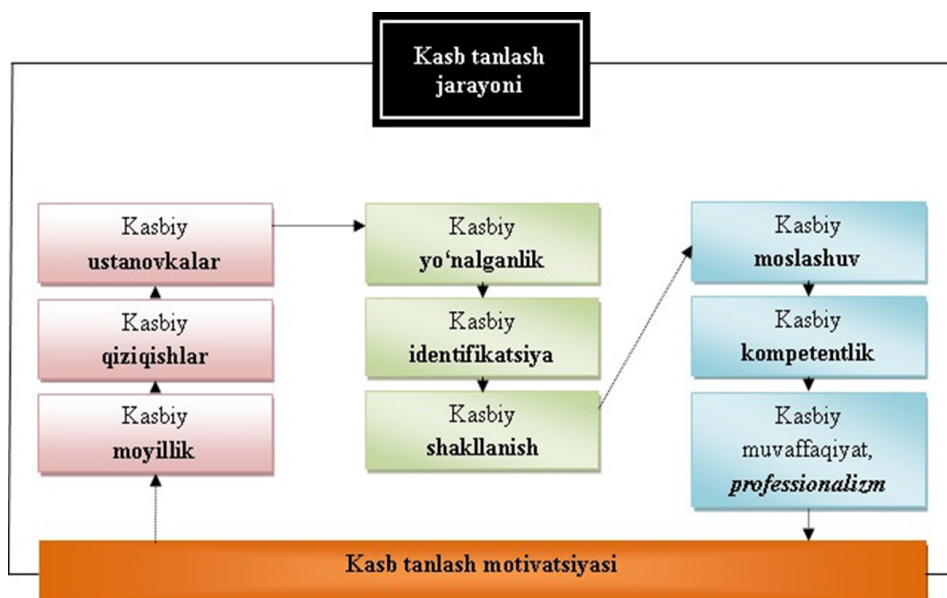 Kasb tanlash
jarayoni
Kasbiy
ustanovkalar
Kasbiy
qiziqishlar
Kasbiy
moyillik
Kasbiy
yo‘nalganlik
Kasbiy
identifikatsiya
Kasbiy
shakllanish
Kasbiy
moslashuv
Kasbiy
kompetentlik
Kasbiy
muvaffaqiyat,
professionalizm
Kasb tanlash motivatsiyasi